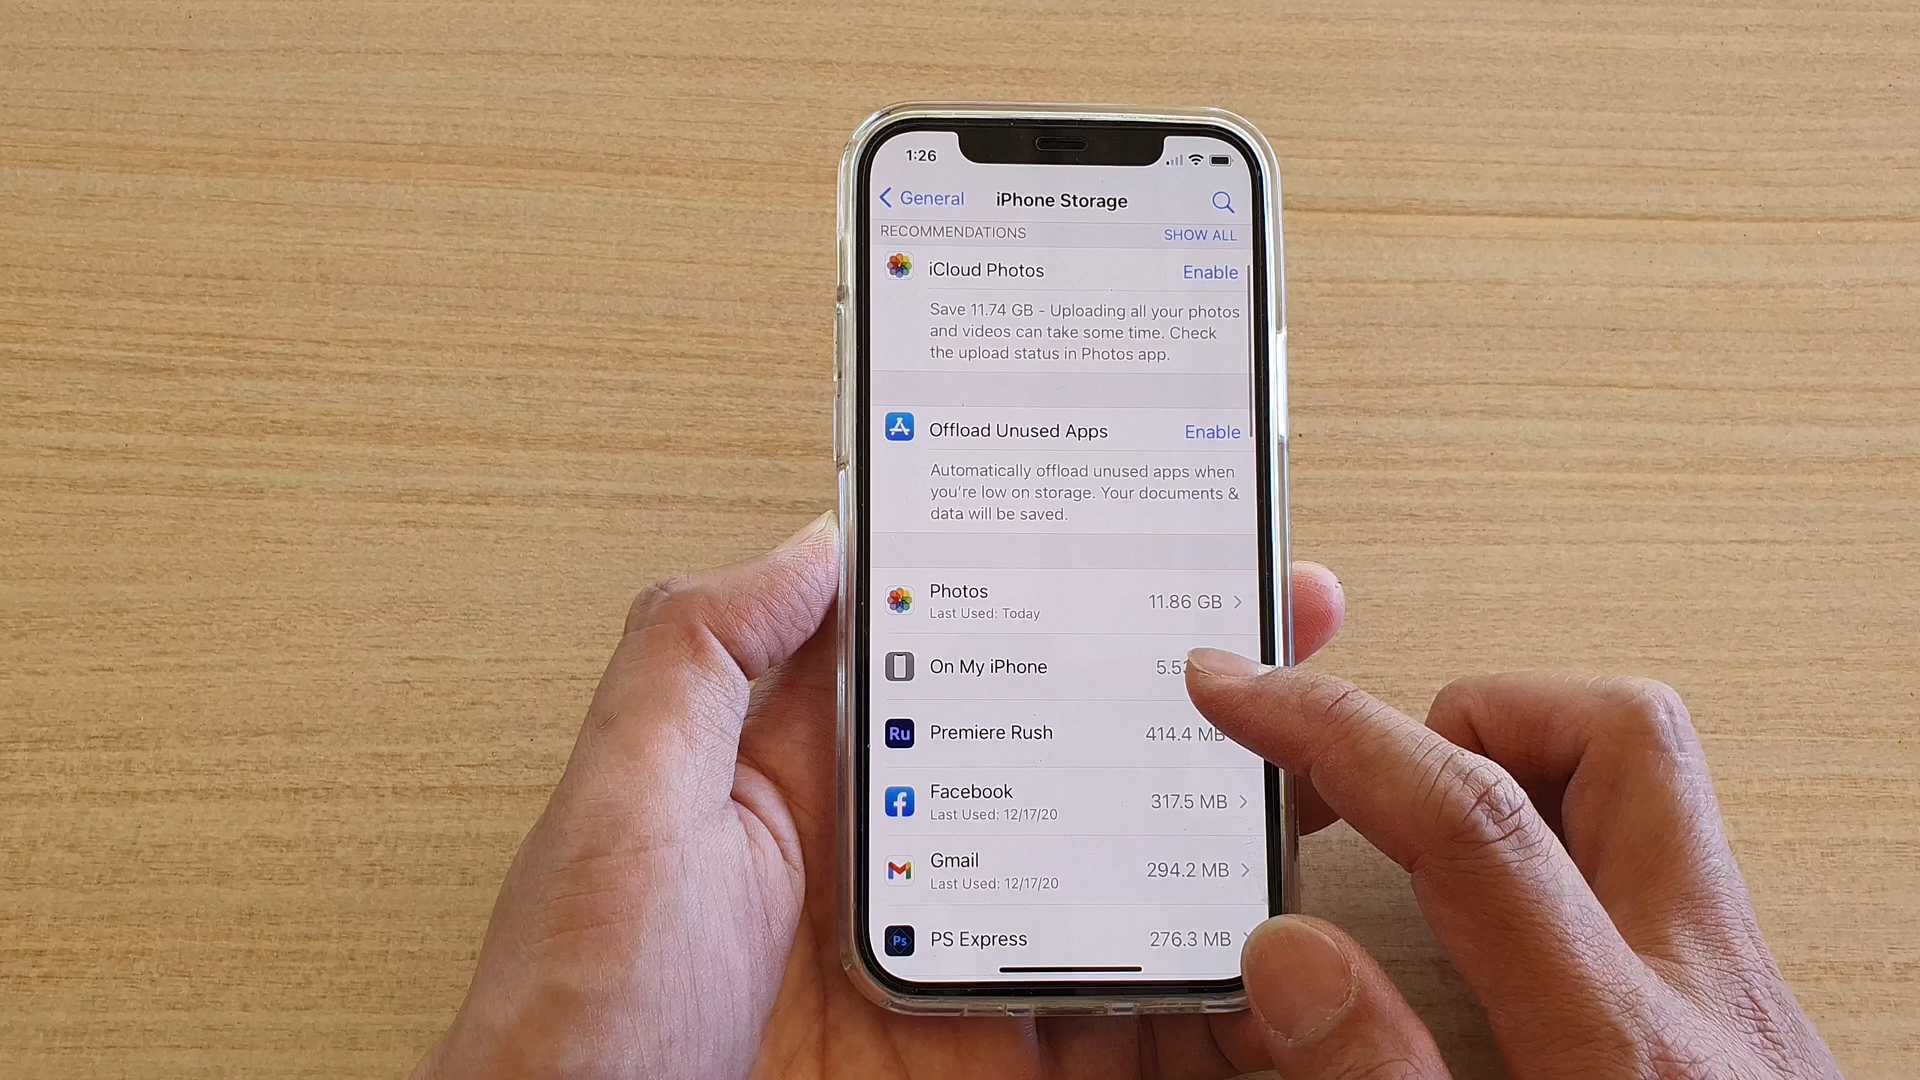 1:26
General
iPhone Storage
RECOMMENDATIONS
SHOW ALL
iCloud Photos
Enable
Save 11.74 GB - Uploading all your photos
and videos can take some time. Check
the upload status in Photos app.
Offload Unused Apps
Enable
Automatically offload unused apps when
you're low on storage. Your documents &
data will be saved.
Photos
11.86 GB
Last Used: Today
On My iPhone
Ru
Premiere Rush
414.4 MB
Facebook
317.5 MB
Last Used: 12/17/20
Gmail
294.2 MB
Last Used: 12/17/20
Ps
PS Express
276.3 MB